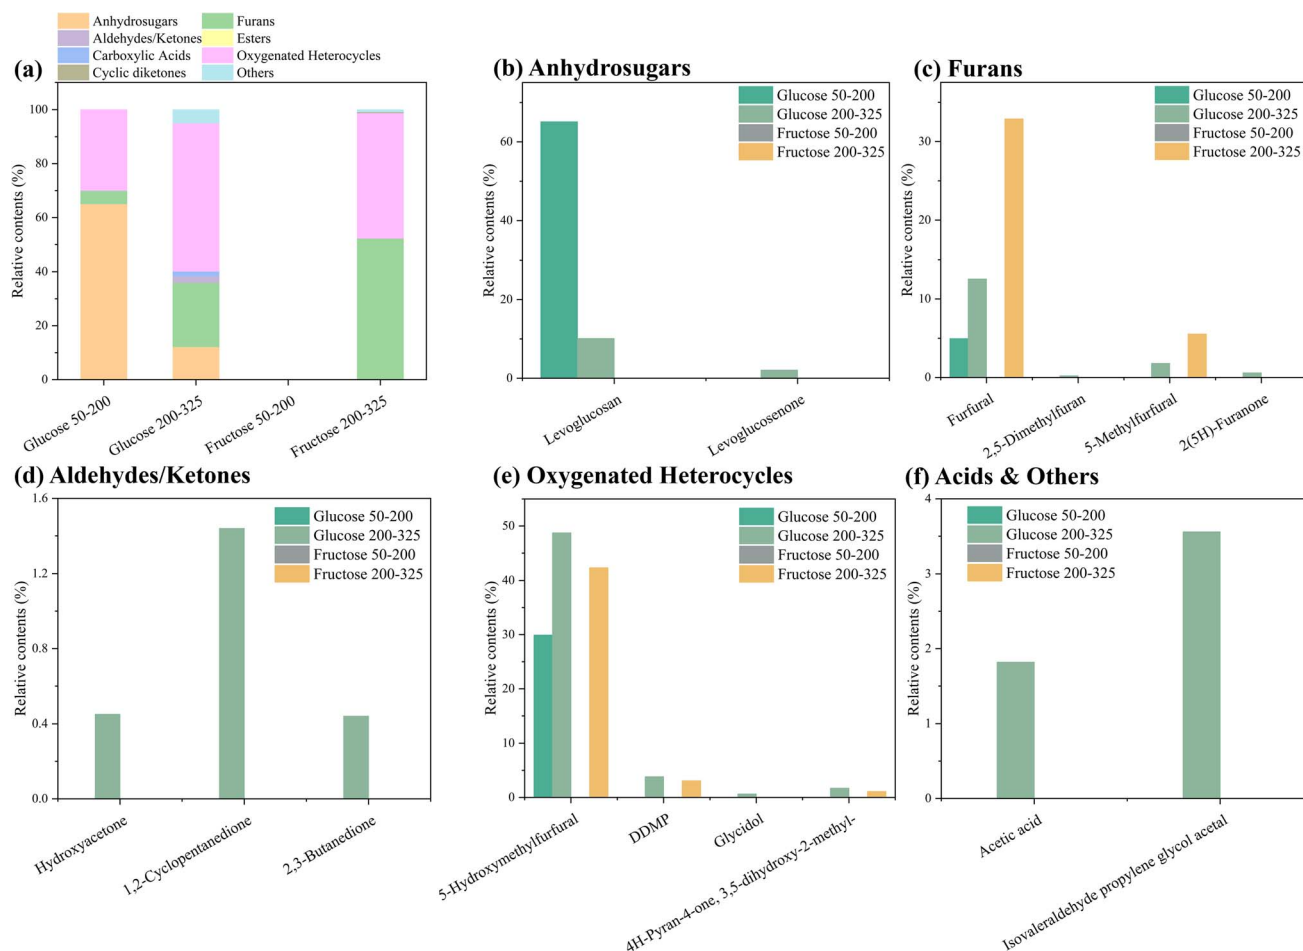 Anhydrosugars
Aldehydes/Ketones
Carboxylic Acids
Cyclic diketones
Furans
Esters
Oxygenated Heterocycles
Others
(a)
Relative contents (%)
100
80
60
40
20
0
Glucose 50-200
Glucose 200-325
Fructose 50-200
Fructose 200-325
(b) Anhydrosugars
Glucose 50-200
Glucose 200-325
Fructose 50-200
Fructose 200-325
Relative contents (%)
60
40
20
0
Levoglucosan
Levoglucosenone
(c) Furans
Glucose 50-200
Glucose 200-325
Fructose 50-200
Fructose 200-325
Relative contents (%)
30
20
10
0
Furfural
2,5-Dimethylfuran
5-Methylfurfural
2(5H)-Furanone
(d) Aldehydes/Ketones
Glucose 50-200
Glucose 200-325
Fructose 50-200
Fructose 200-325
Relative contents (%)
1.6
1.2
0.8
0.4
0.0
Hydroxyacetone
1,2-Cyclopentanedione
2,3-Butanedione
(e) Oxygenated Heterocycles
Glucose 50-200
Glucose 200-325
Fructose 50-200
Fructose 200-325
Relative contents (%)
50
40
30
20
10
0
5-Hydroxymethylfurfural
DDMP
Glycidol
4H-Pyran-4-one, 3,5-dihydroxy-2-methyl-
(f) Acids & Others
Glucose 50-200
Glucose 200-325
Fructose 50-200
Fructose 200-325
Relative contents (%)
4
3
2
1
0
Acetic acid
Isovaleraldehyde propylene glycol acetal